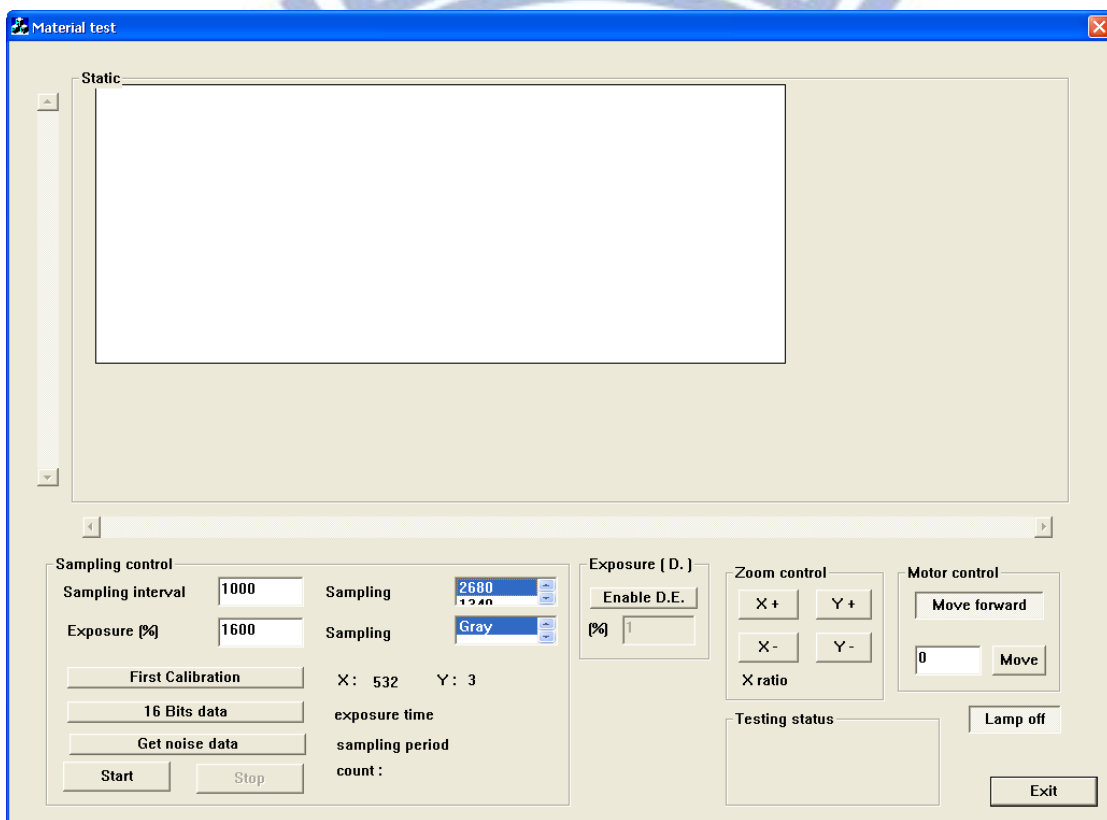 Material test
Static
Sampling control
Sampling interval 1000 Sampling 2680
1340
Exposure (%) 1600 Sampling Gray
First Calibration X: 532 Y: 3
16 Bits data exposure time
Get noise data sampling period
Start Stop count :
Exposure ( D. )
Enable D.E.
(%) 1
Zoom control
X + Y +
X - Y -
X ratio
Motor control
Move forward
0 Move
Testing status
Lamp off
Exit